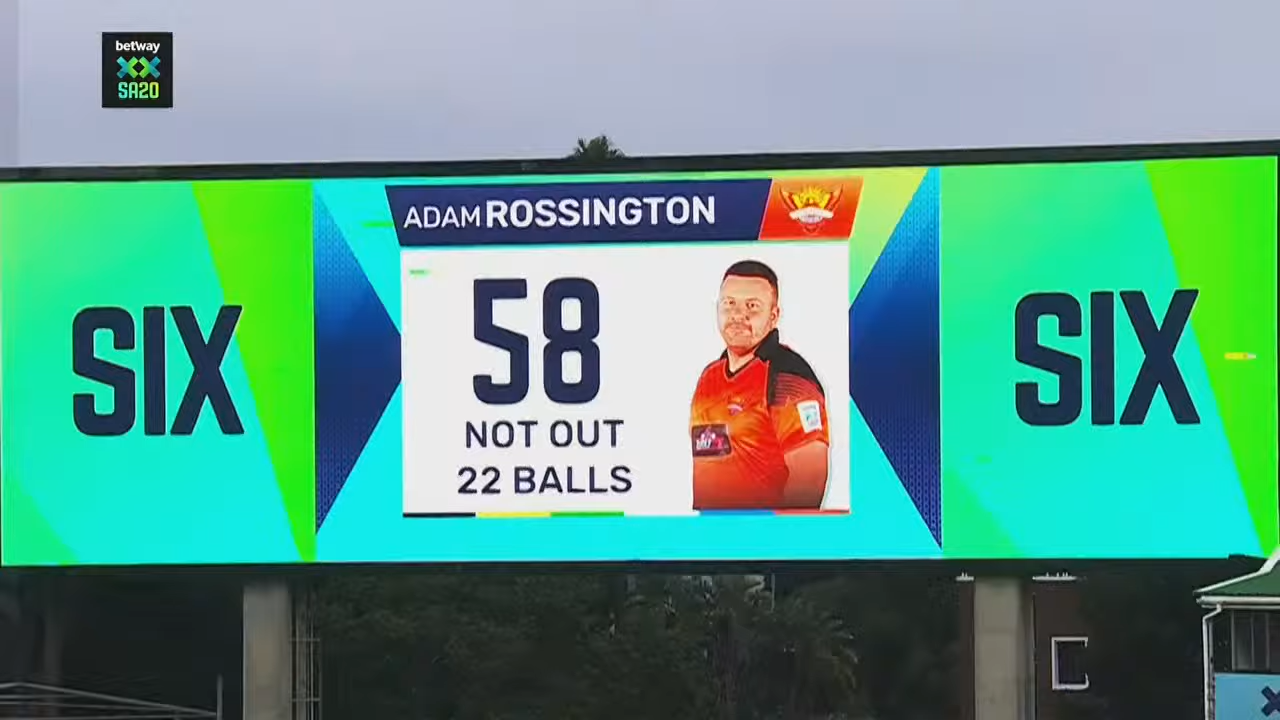 betway
SA20
ADAM ROSSINGTON
SIX
58
NOT OUT
22 BALLS
SIX